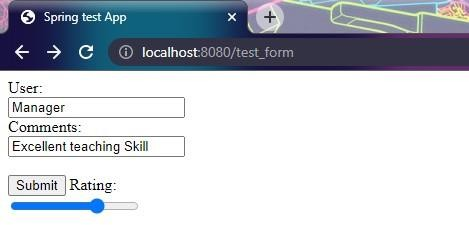 Spring test App
localhost:8080/test_form
User:
Manager
Comments:
Excellent teaching Skill
Submit Rating: